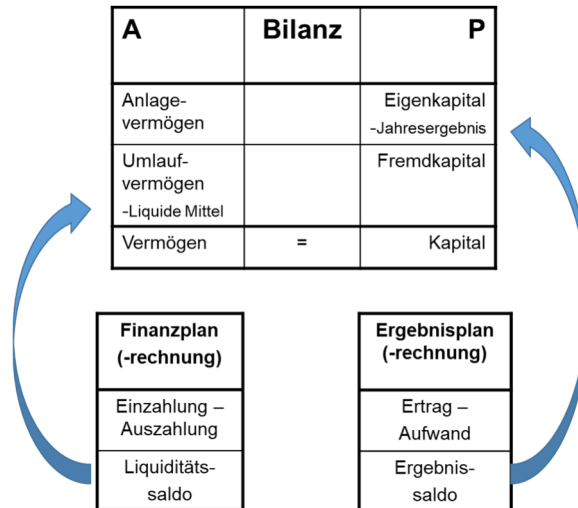 A Bilanz P
Anlage-
vermögen
Eigenkapital
-Jahresergebnis
Umlauf-
vermögen
-Liquide Mittel
Fremdkapital
Vermögen = Kapital
Finanzplan
(-rechnung)
Einzahlung –
Auszahlung
Liquiditäts-
saldo
Ergebnisplan
(-rechnung)
Ertrag –
Aufwand
Ergebnis-
saldo